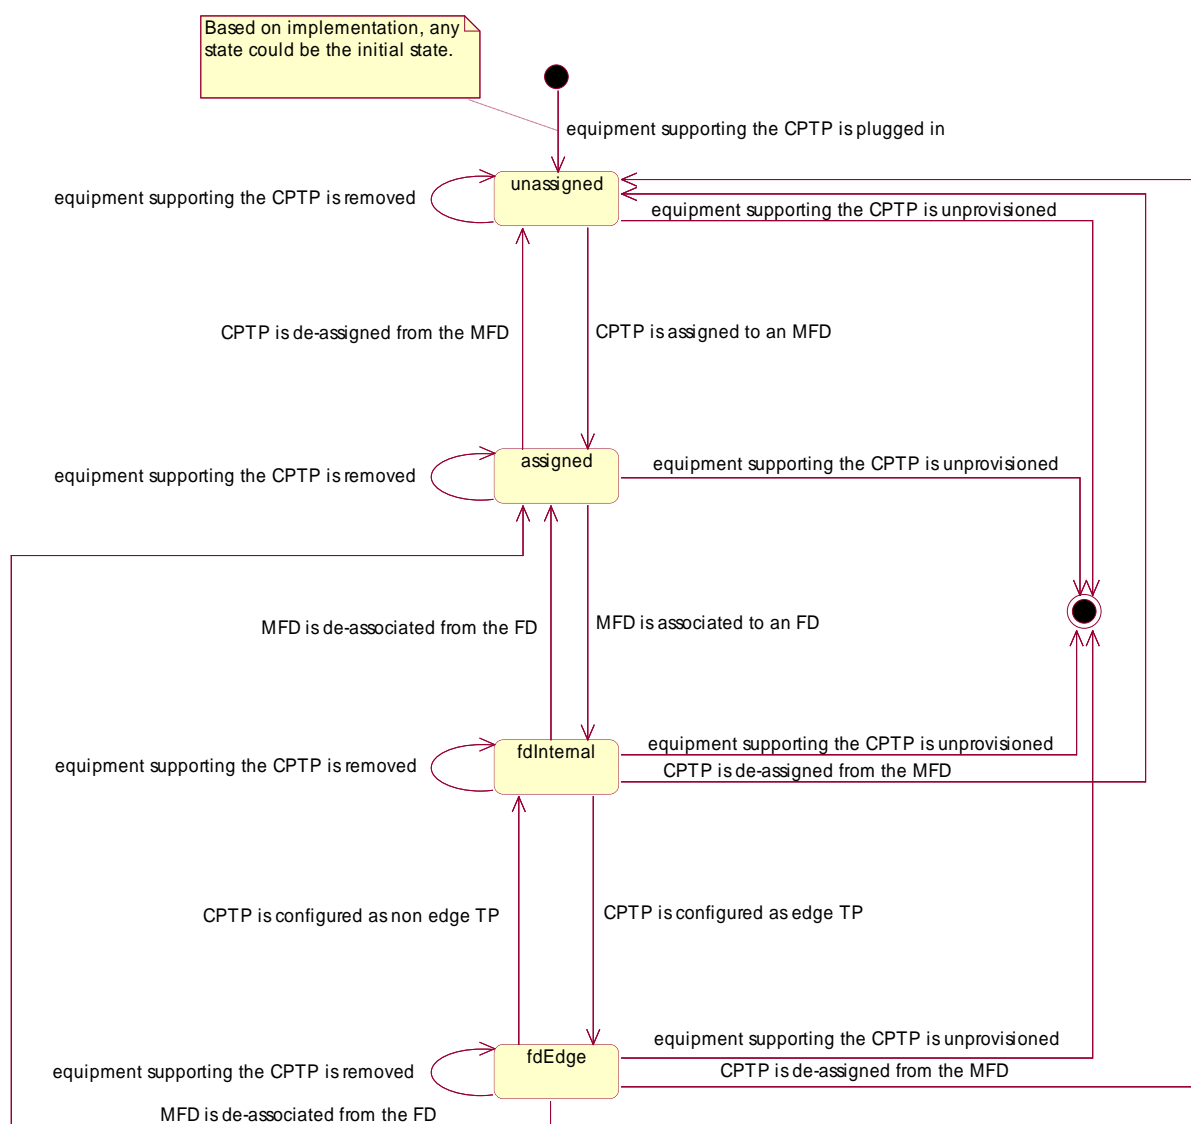 Based on implementation, any
state could be the initial state.
equipment supporting the CPTP is plugged in
unassigned
equipment supporting the CPTP is removed
equipment supporting the CPTP is unprovisioned
CPTP is de-assigned from the MFD
CPTP is assigned to an MFD
assigned
equipment supporting the CPTP is unprovisioned
equipment supporting the CPTP is removed
MFD is de-associated from the FD
MFD is associated to an FD
fdInternal
equipment supporting the CPTP is unprovisioned
equipment supporting the CPTP is removed
CPTP is de-assigned from the MFD
CPTP is configured as non edge TP
CPTP is configured as edge TP
equipment supporting the CPTP is unprovisioned
fdEdge
equipment supporting the CPTP is removed
CPTP is de-assigned from the MFD
MFD is de-associated from the FD